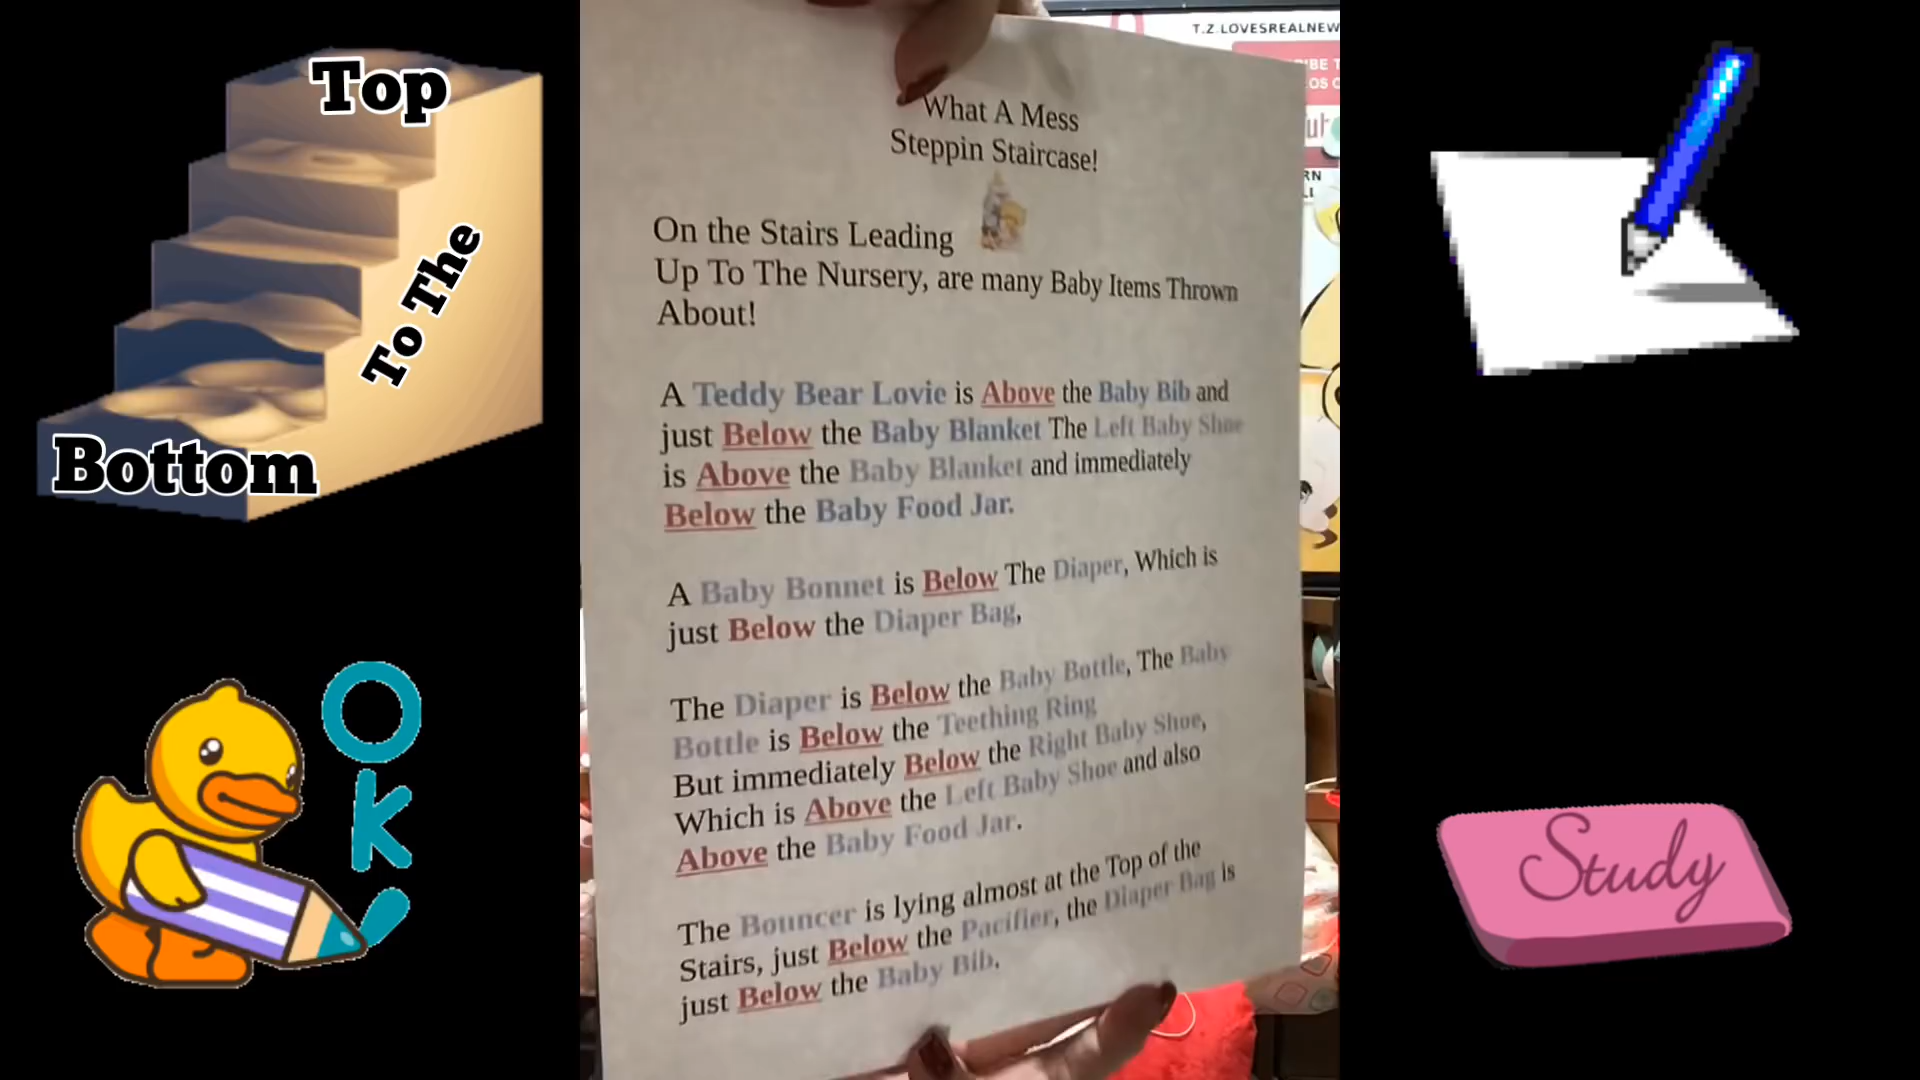 Top
To The
Bottom
OK
T.Z.LOVESREALNEW
What A Mess
Steppin Staircase!
On the Stairs Leading
Up To The Nursery, are many Baby Items Thrown
About!
A Teddy Bear Lovie is Above the Baby Bib and
just Below the Baby Blanket The Left Baby Shoe
is Above the Baby Blanket and immediately
Below the Baby Food Jar.
A Baby Bonnet is Below The Diaper, Which is
just Below the Diaper Bag,
The Diaper is Below the Baby Bottle, The Baby
Bottle is Below the Teething Ring
But immediately Below the Right Baby Shoe,
Which is Above the Left Baby Shoe and also
Above the Baby Food Jar.
The Bouncer is lying almost at the Top of the
Stairs, just Below the Pacifier, the Diaper Bag is
just Below the Baby Bib.
Study